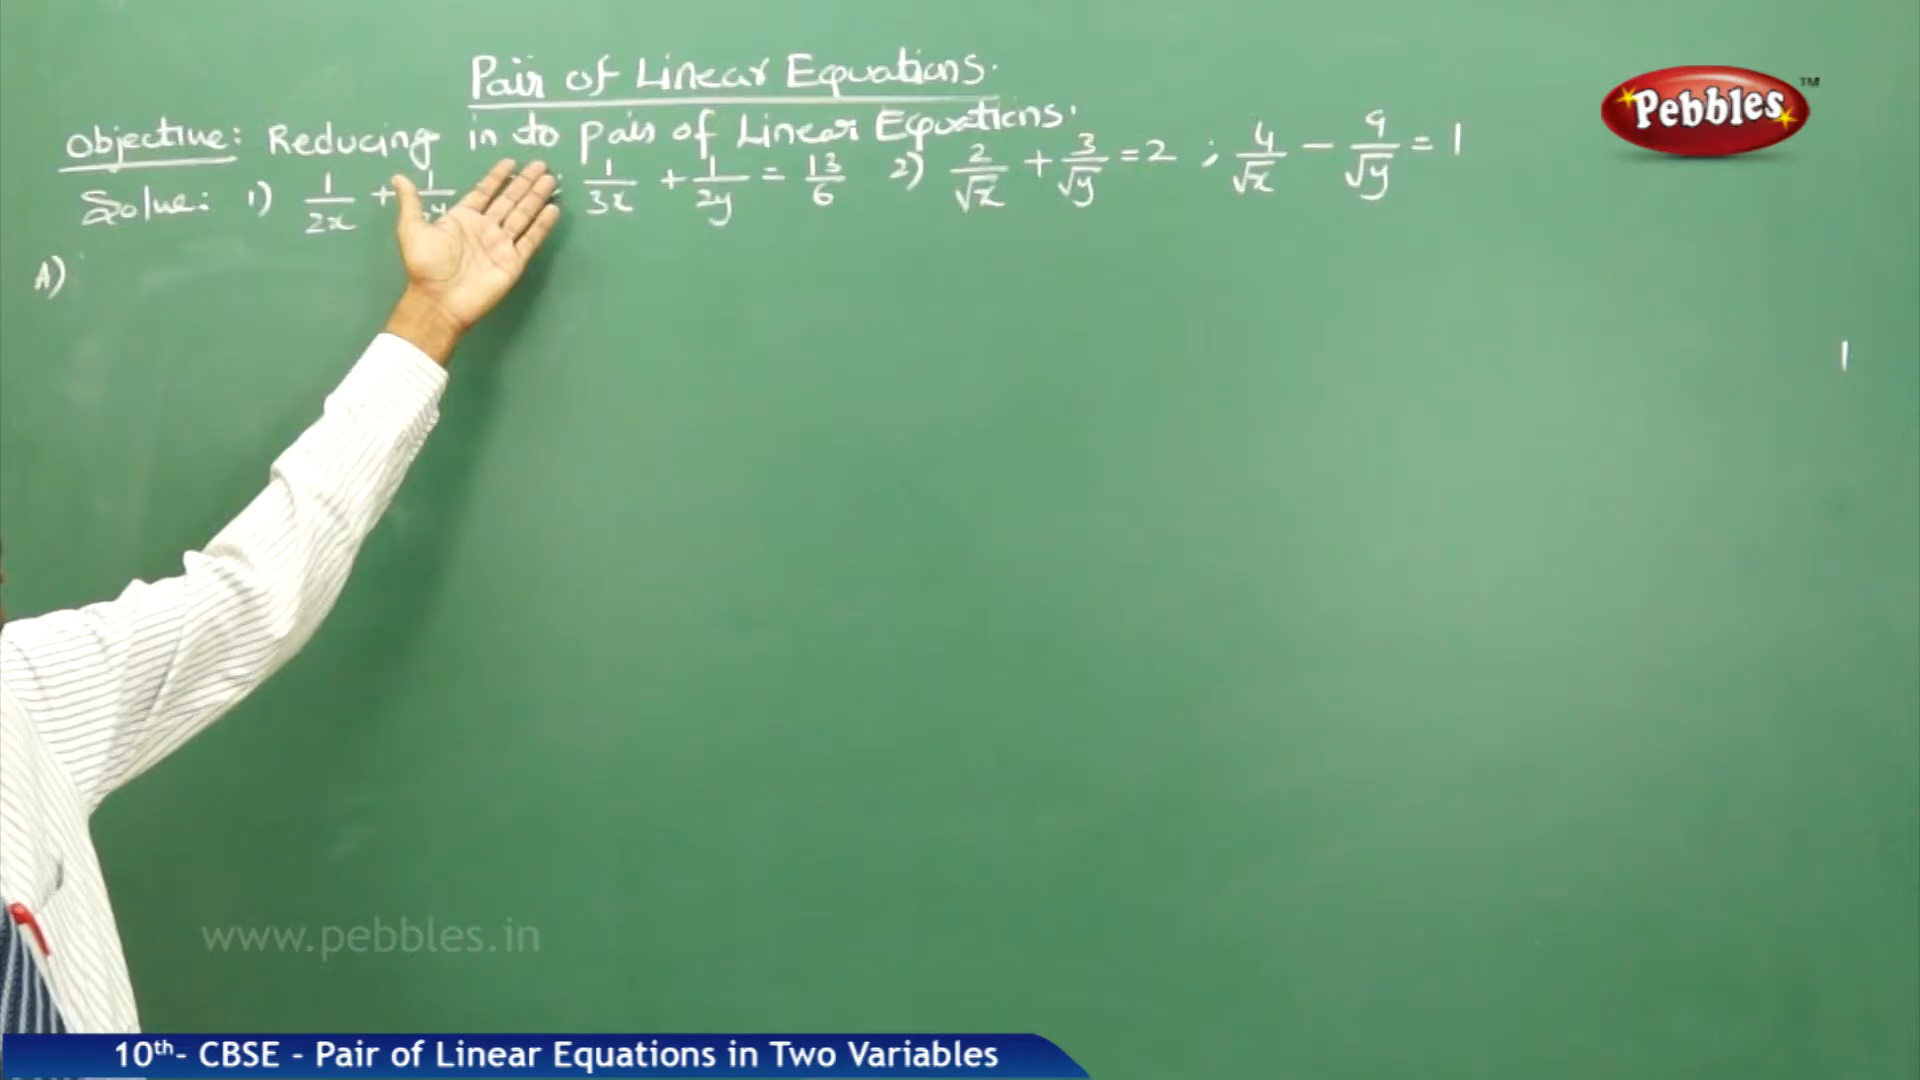 Pair of Linear Equations.
Objective: Reducing in to pair of Linear Equations.
Solve: 1) 1/2x + 1/ ; 1/3x + 1/2y = 13/6 2) 2/√x + 3/√y = 2 ; 4/√x - 9/√y = 1
A)
Pebbles™
www.pebbles.in
10th- CBSE - Pair of Linear Equations in Two Variables